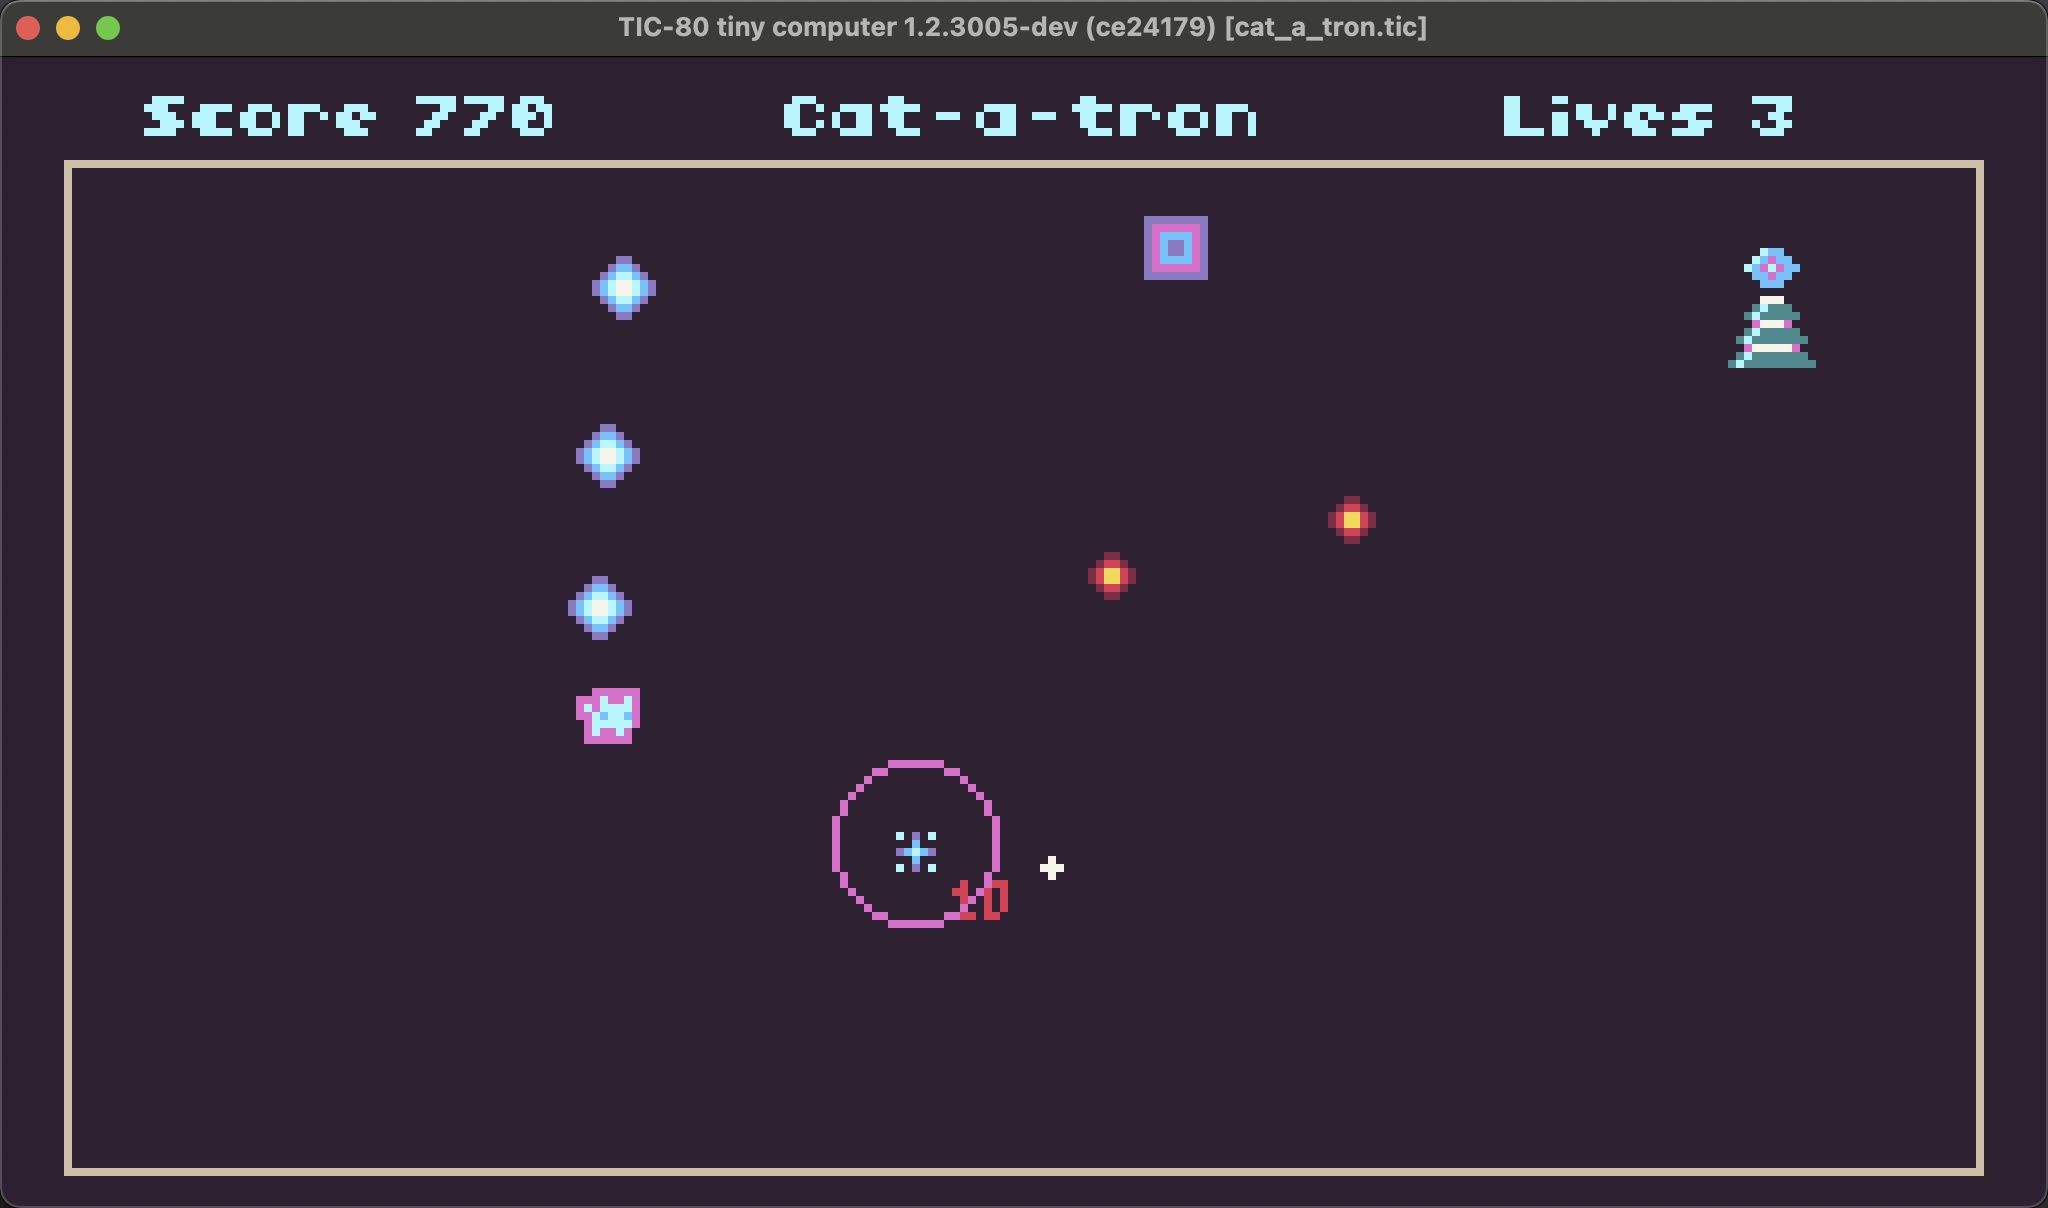 TIC-80 tiny computer 1.2.3005-dev (ce24179) [cat_a_tron.tic]
Score 770 Cat-a-tron Lives 3
10